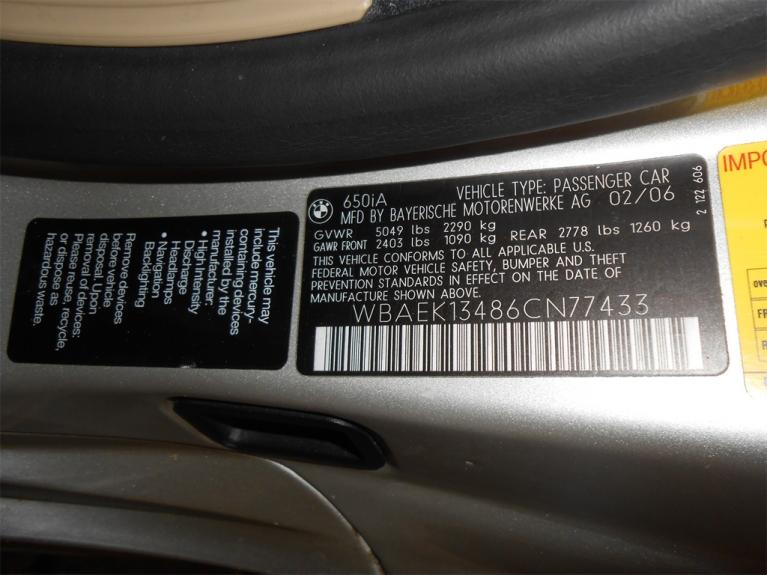 This vehicle may
include mercury-
containing devices
installed by the
manufacturer:
• High Intensity
Discharge
Headlamps
• Navigation
Backlighting
Remove devices
before vehicle
disposal. Upon
removal of devices
Please reuse, recycle,
or dispose as
hazardous waste.
650iA VEHICLE TYPE: PASSENGER CAR
MFD BY BAYERISCHE MOTORENWERKE AG 02/06
GVWR 5049 lbs 2290 kg
GAWR FRONT 2403 lbs 1090 kg REAR 2778 lbs 1260 kg
THIS VEHICLE CONFORMS TO ALL APPLICABLE U.S.
FEDERAL MOTOR VEHICLE SAFETY, BUMPER AND THEFT
PREVENTION STANDARDS IN EFFECT ON THE DATE OF
MANUFACTURE SHOWN ABOVE.
WBAEK13486CN77433
2 122 606